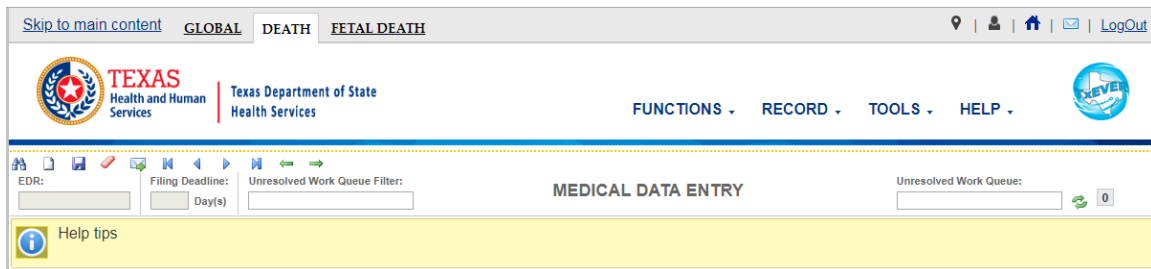 Skip to main content GLOBAL DEATH FETAL DEATH | | | | LogOut
TEXAS
Health and Human
Services
Texas Department of State
Health Services
FUNCTIONS RECORD TOOLS HELP
TxEVER
EDR: Filing Deadline: Unresolved Work Queue Filter: Unresolved Work Queue:
Day(s)
MEDICAL DATA ENTRY
0
Help tips